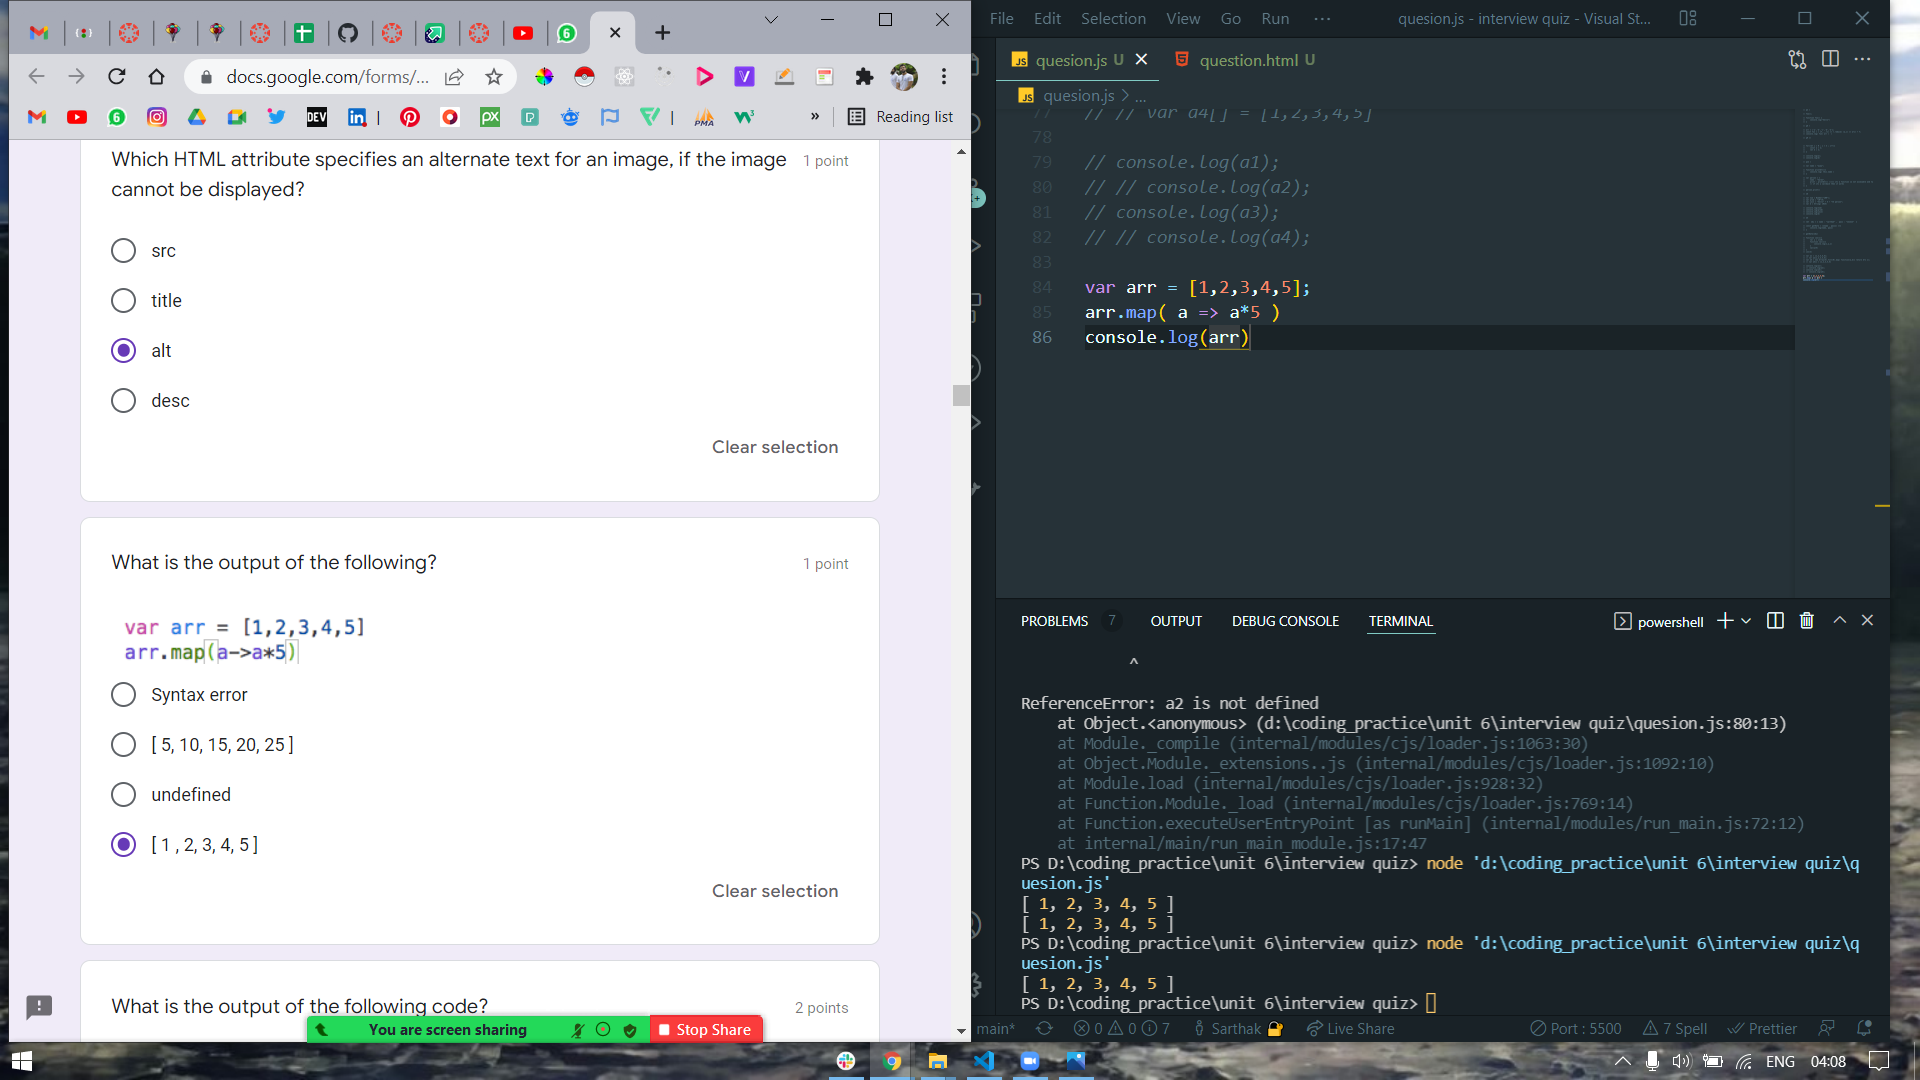 docs.google.com/forms/...
Reading list
Which HTML attribute specifies an alternate text for an image, if the image cannot be displayed?
1 point
src
title
alt
desc
Clear selection
What is the output of the following?
1 point
var arr = [1,2,3,4,5]
arr.map(a->a*5)
Syntax error
[ 5, 10, 15, 20, 25 ]
undefined
[ 1 , 2, 3, 4, 5 ]
Clear selection
What is the output of the following code?
2 points
You are screen sharing
Stop Share
File Edit Selection View Go Run ···
quesion.js - interview quiz - Visual St...
quesion.js U
question.html U
quesion.js > ...
77 // // var a4[] = [1,2,3,4,5]
78
79 // console.log(a1);
80 // // console.log(a2);
81 // console.log(a3);
82 // // console.log(a4);
83
84 var arr = [1,2,3,4,5];
85 arr.map( a => a*5 )
86 console.log(arr)
PROBLEMS 7 OUTPUT DEBUG CONSOLE TERMINAL
powershell
^
ReferenceError: a2 is not defined
at Object.<anonymous> (d:\coding_practice\unit 6\interview quiz\quesion.js:80:13)
at Module._compile (internal/modules/cjs/loader.js:1063:30)
at Object.Module._extensions..js (internal/modules/cjs/loader.js:1092:10)
at Module.load (internal/modules/cjs/loader.js:928:32)
at Function.Module._load (internal/modules/cjs/loader.js:769:14)
at Function.executeUserEntryPoint [as runMain] (internal/modules/run_main.js:72:12)
at internal/main/run_main_module.js:17:47
PS D:\coding_practice\unit 6\interview quiz> node 'd:\coding_practice\unit 6\interview quiz\q
uesion.js'
[ 1, 2, 3, 4, 5 ]
[ 1, 2, 3, 4, 5 ]
PS D:\coding_practice\unit 6\interview quiz> node 'd:\coding_practice\unit 6\interview quiz\q
uesion.js'
[ 1, 2, 3, 4, 5 ]
PS D:\coding_practice\unit 6\interview quiz>
main* 0 0 7 Sarthak Live Share Port : 5500 7 Spell Prettier
ENG 04:08